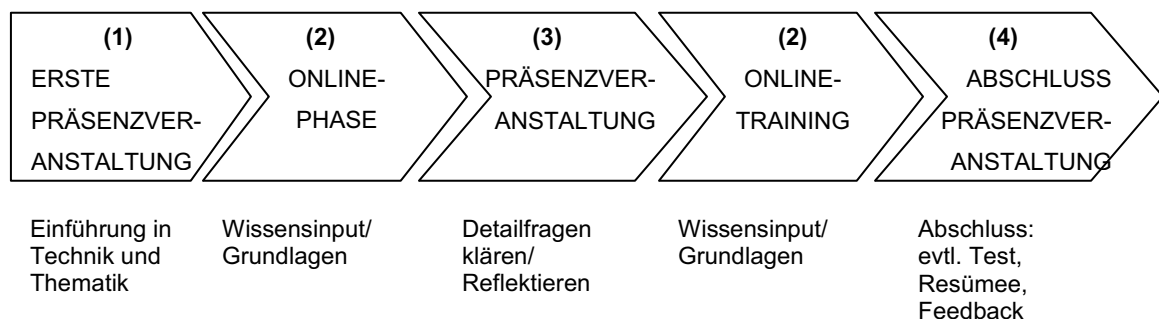 (1)
ERSTE
PRÄSENZVER-
ANSTALTUNG
(2)
ONLINE-
PHASE
(3)
PRÄSENZVER-
ANSTALTUNG
(2)
ONLINE-
TRAINING
(4)
ABSCHLUSS
PRÄSENZVER-
ANSTALTUNG
Einführung in
Technik und
Thematik
Wissensinput/
Grundlagen
Detailfragen
klären/
Reflektieren
Wissensinput/
Grundlagen
Abschluss:
evtl. Test,
Resümee,
Feedback